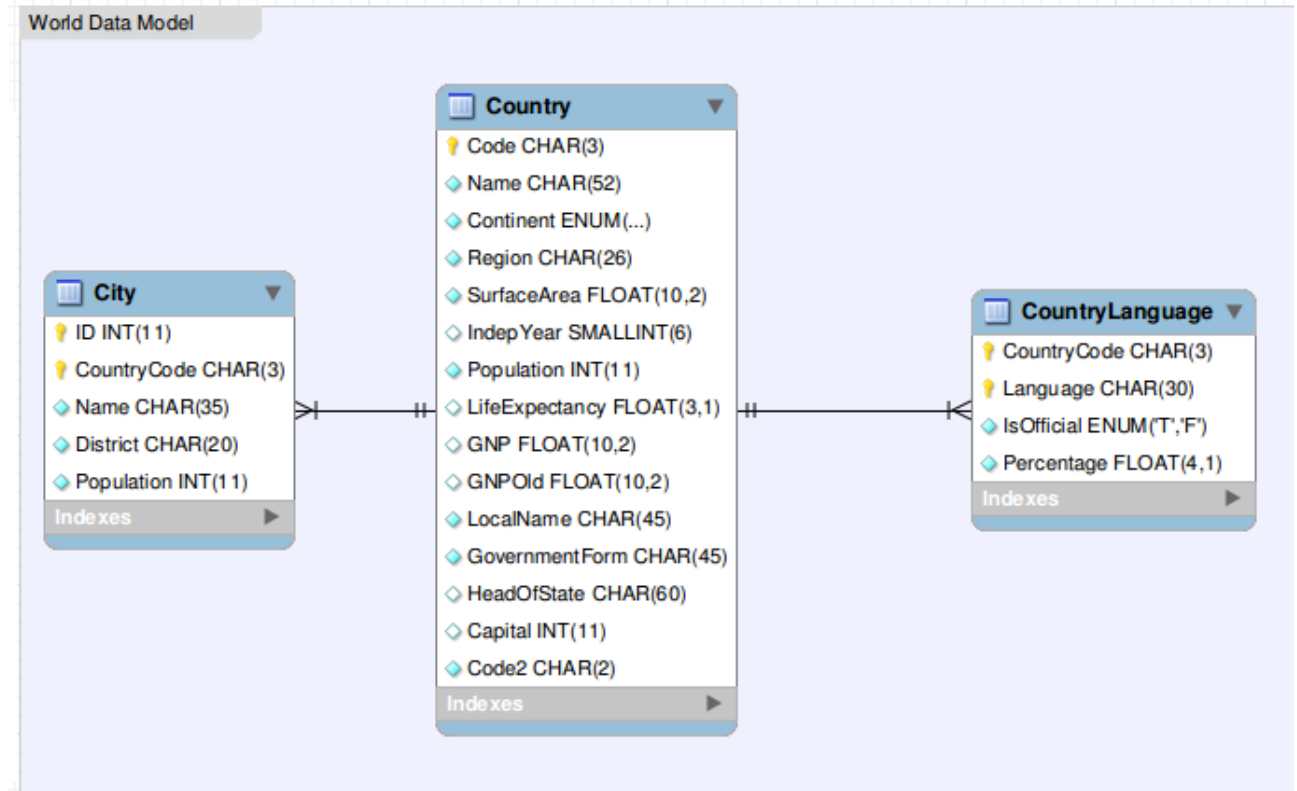 World Data Model
Country
Code CHAR(3)
Name CHAR(52)
Continent ENUM(...)
Region CHAR(26)
SurfaceArea FLOAT(10,2)
IndepYear SMALLINT(6)
Population INT(11)
LifeExpectancy FLOAT(3,1)
GNP FLOAT(10,2)
GNPOld FLOAT(10,2)
LocalName CHAR(45)
GovernmentForm CHAR(45)
HeadOfState CHAR(60)
Capital INT(11)
Code2 CHAR(2)
Indexes
City
ID INT(11)
CountryCode CHAR(3)
Name CHAR(35)
District CHAR(20)
Population INT(11)
Indexes
CountryLanguage
CountryCode CHAR(3)
Language CHAR(30)
IsOfficial ENUM('T','F')
Percentage FLOAT(4,1)
Indexes